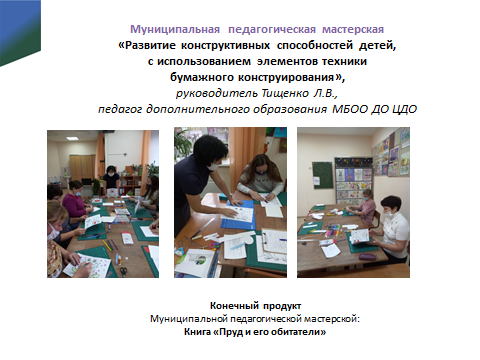 Муниципальная педагогическая мастерская
«Развитие конструктивных способностей детей,
с использованием элементов техники
бумажного конструирования»,
руководитель Тищенко Л.В.,
педагог дополнительного образования МБОО ДО ЦДО
Конечный продукт
Муниципальной педагогической мастерской:
Книга «Пруд и его обитатели»